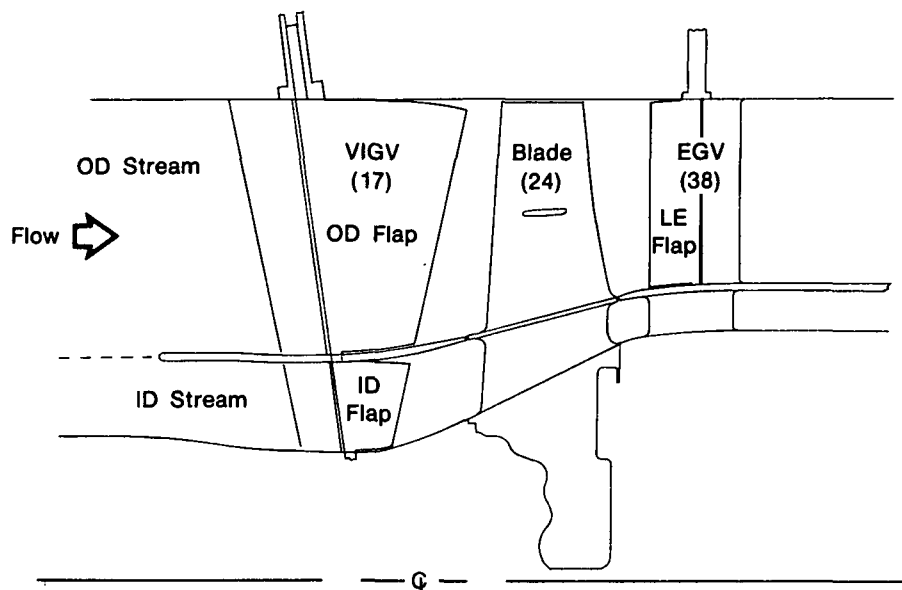 OD Stream
VIGV
(17)
Blade
(24)
EGV
(38)
Flow
OD Flap
LE
Flap
ID Stream
ID
Flap
℄